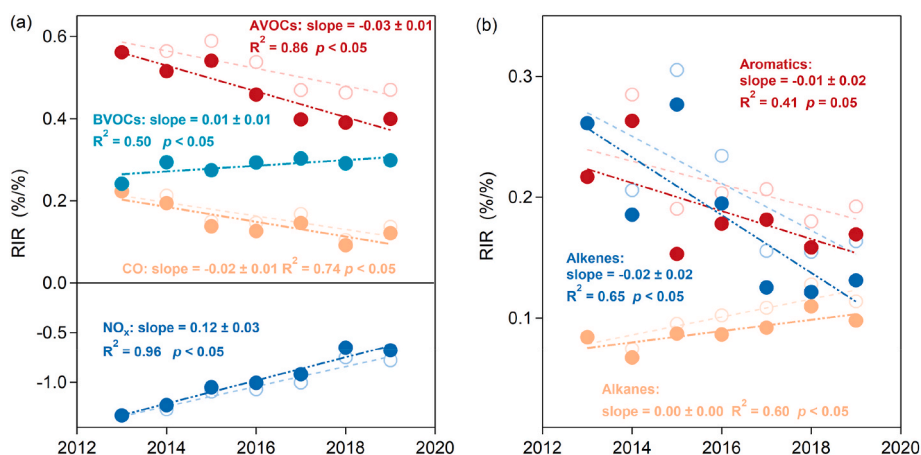 (a)
AVOCs: slope = -0.03 ± 0.01
R² = 0.86 p < 0.05
BVOCs: slope = 0.01 ± 0.01
R² = 0.50 p < 0.05
CO: slope = -0.02 ± 0.01 R² = 0.74 p < 0.05
NOₓ: slope = 0.12 ± 0.03
R² = 0.96 p < 0.05
RIR (%/%)
0.6
0.4
0.2
0.0
-0.5
-1.0
2012 2014 2016 2018 2020
(b)
Aromatics:
slope = -0.01 ± 0.02
R² = 0.41 p = 0.05
Alkenes:
slope = -0.02 ± 0.02
R² = 0.65 p < 0.05
Alkanes:
slope = 0.00 ± 0.00 R² = 0.60 p < 0.05
RIR (%/%)
0.3
0.2
0.1
2012 2014 2016 2018 2020